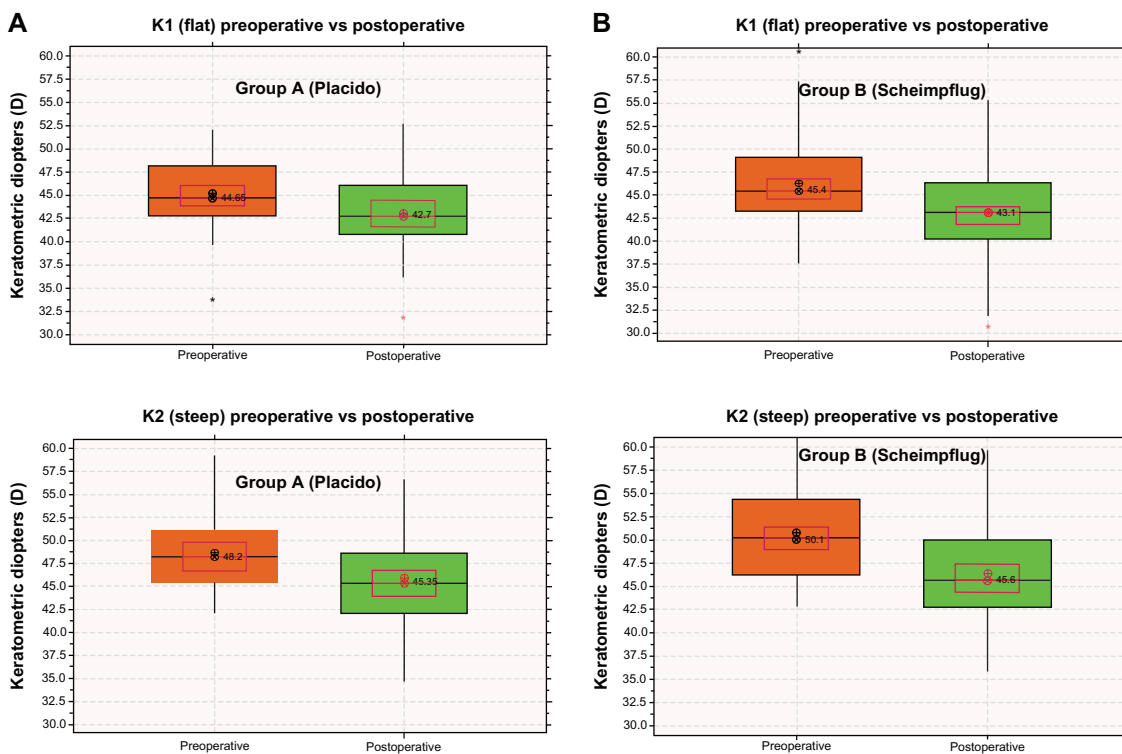 A
K1 (flat) preoperative vs postoperative
Keratometric diopters (D)
60.0
57.5
55.0
52.5
50.0
47.5
45.0
42.5
40.0
37.5
35.0
32.5
30.0
Group A (Placido)
44.65
42.7
Preoperative
Postoperative
B
K1 (flat) preoperative vs postoperative
Keratometric diopters (D)
60.0
57.5
55.0
52.5
50.0
47.5
45.0
42.5
40.0
37.5
35.0
32.5
30.0
Group B (Scheimpflug)
45.4
43.1
Preoperative
Postoperative
K2 (steep) preoperative vs postoperative
Keratometric diopters (D)
60.0
57.5
55.0
52.5
50.0
47.5
45.0
42.5
40.0
37.5
35.0
32.5
30.0
Group A (Placido)
48.2
45.35
Preoperative
Postoperative
K2 (steep) preoperative vs postoperative
Keratometric diopters (D)
60.0
57.5
55.0
52.5
50.0
47.5
45.0
42.5
40.0
37.5
35.0
32.5
30.0
Group B (Scheimpflug)
50.1
45.6
Preoperative
Postoperative